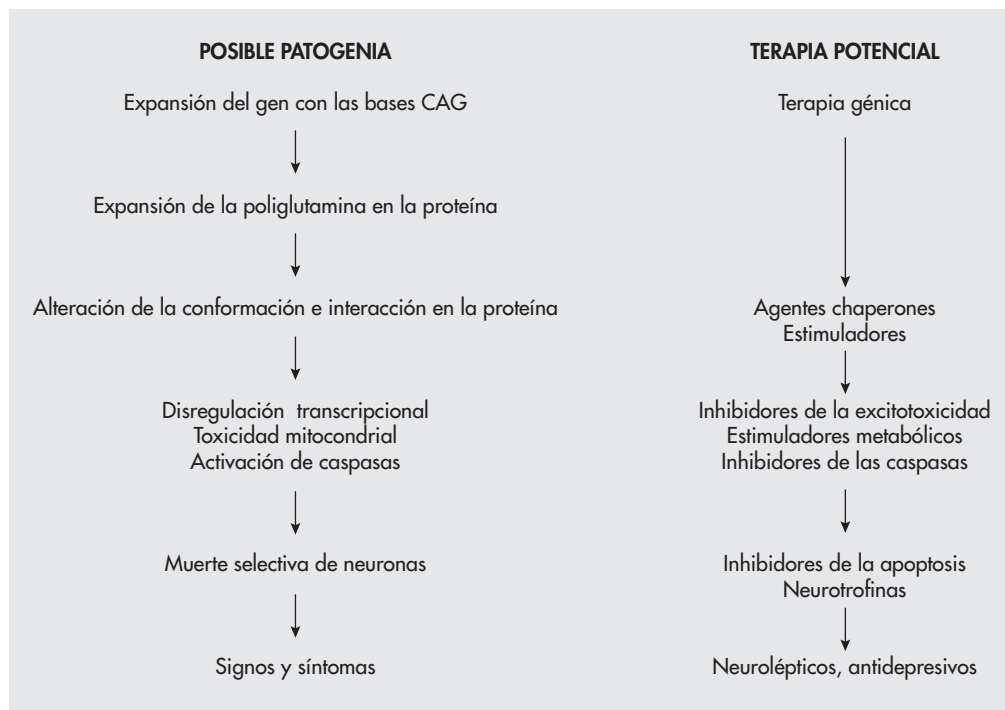 POSIBLE PATOGENIA
Expansión del gen con las bases CAG
Expansión de la poliglutamina en la proteína
Alteración de la conformación e interacción en la proteína
Disregulación transcripcional
Toxicidad mitocondrial
Activación de caspasas
Muerte selectiva de neuronas
Signos y síntomas
TERAPIA POTENCIAL
Terapia génica
Agentes chaperones
Estimuladores
Inhibidores de la excitotoxicidad
Estimuladores metabólicos
Inhibidores de las caspasas
Inhibidores de la apoptosis
Neurotrofinas
Neurolépticos, antidepresivos